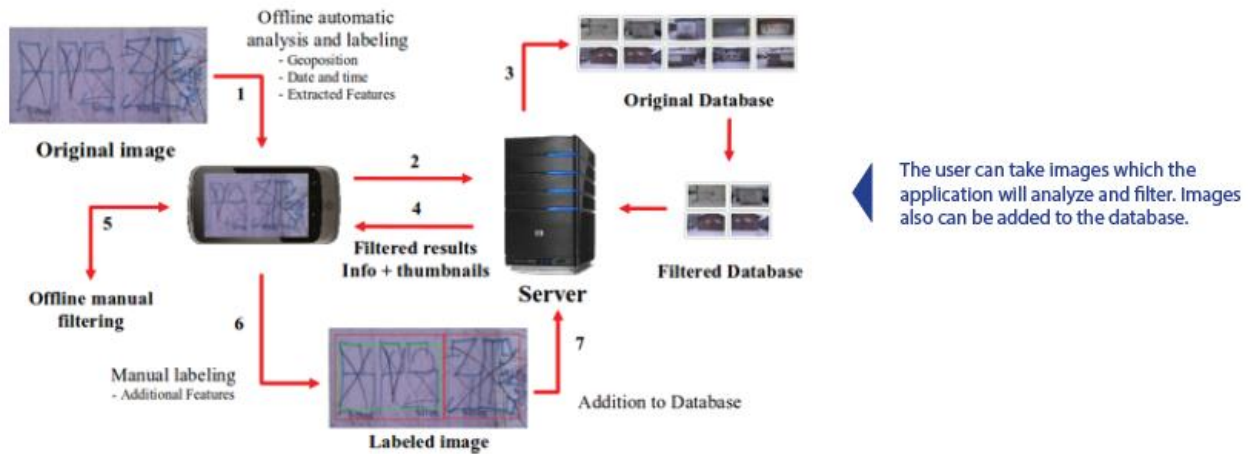 Offline automatic
analysis and labeling
- Geoposition
- Date and time
- Extracted Features
1
Original image
2
3
Original Database
4
Filtered results
Info + thumbnails
Server
Filtered Database
The user can take images which the
application will analyze and filter. Images
also can be added to the database.
5
Offline manual
filtering
6
Manual labeling
- Additional Features
Labeled image
7
Addition to Database